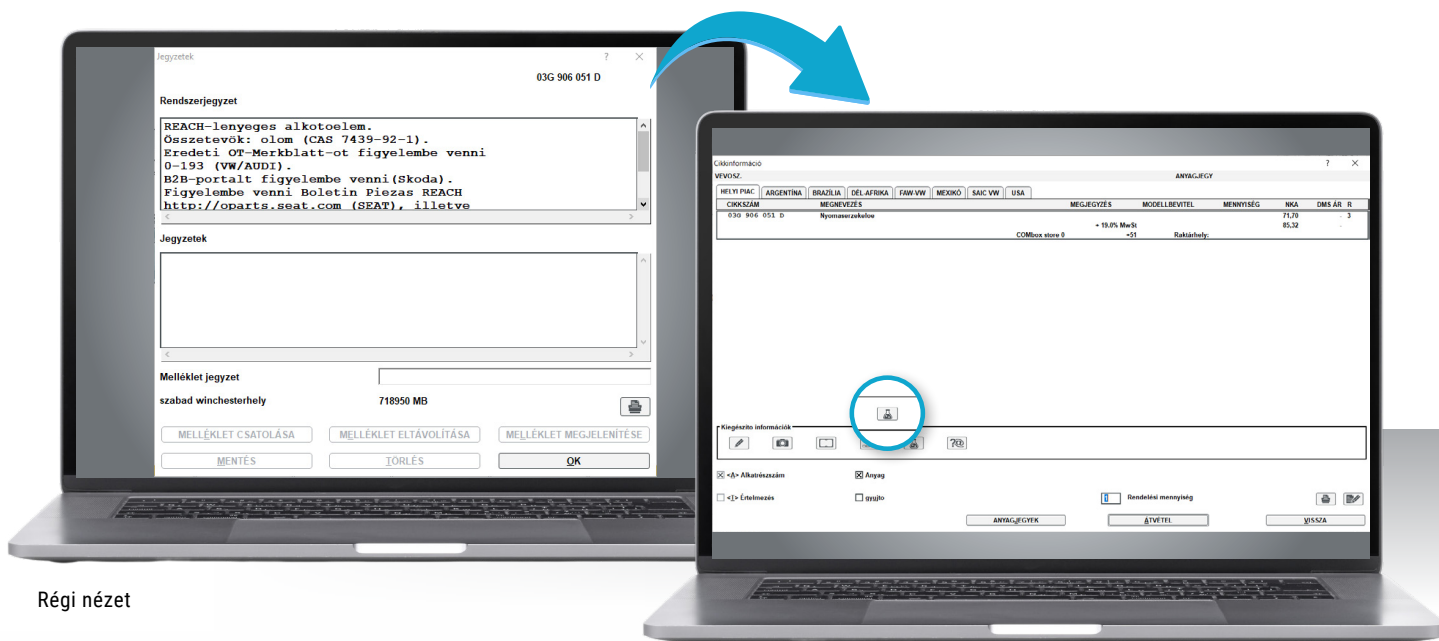 Jegyzetek
? ×
03G 906 051 D
Rendszerjegyzet
REACH-lenyeges alkotoelem.
Összetevök: olom (CAS 7439-92-1).
Eredeti OT-Merkblatt-ot figyelembe venni
0-193 (VW/AUDI).
B2B-portalt figyelembe venni(Skoda).
Figyelembe venni Boletin Piezas REACH
http://oparts.seat.com (SEAT), illetve
Jegyzetek
Melléklet jegyzet
szabad winchesterhely 718950 MB
MELLÉKLET CSATOLÁSA MELLÉKLET ELTÁVOLÍTÁSA MELLÉKLET MEGJELENÍTÉSE
MENTÉS TÖRLÉS OK
Régi nézet
Cikkinformáció ? ×
VEVOSZ. ANYAGJEGY
HELYI PIAC ARGENTÍNA BRAZÍLIA DÉL-AFRIKA FAW-VW MEXIKÓ SAIC VW USA
CIKKSZÁM MEGNEVEZÉS MEGJEGYZÉS MODELLBEVITEL MENNYISÉG NKA DMS ÁR R
03G 906 051 D Nyomaserzekeloe 71,70 - 3
+ 19.0% MwSt 85,32 -
COMbox store 0 +51 Raktárhely:
Kiegészíto információk
<A> Alkatrészszám Anyag
<I> Értelmezés gyujto
Rendelési mennyiség
ANYAGJEGYEK ÁTVÉTEL VISSZA